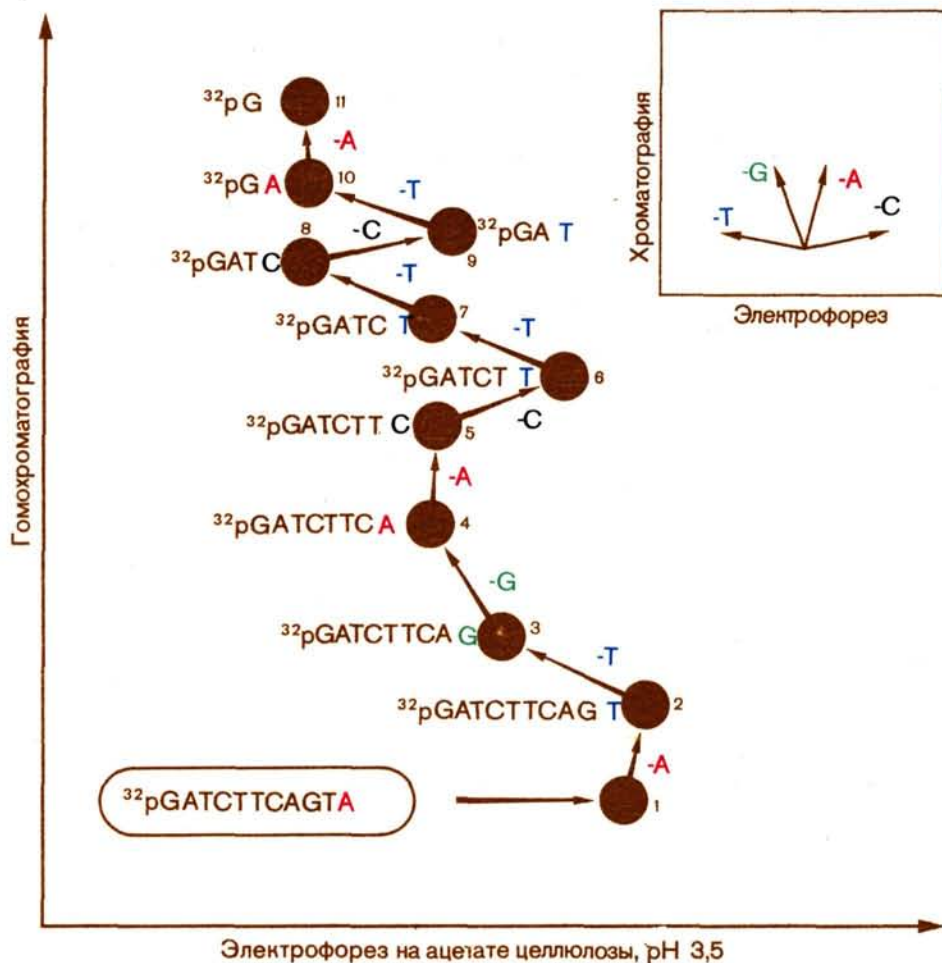 Гомохроматография
³²pG 11
-A
³²pGA 10
-T
³²pGAT 9
-C
³²pGATC 8
-T
³²pGATCT 7
-T
³²pGATCTT 6
-C
³²pGATCTTC 5
-A
³²pGATCTTCA 4
-G
³²pGATCTTCAG 3
-T
³²pGATCTTCAGT 2
-A
³²pGATCTTCAGTA 1
Электрофорез на ацетате целлюлозы, pH 3,5
Хроматография
-G
-A
-T
-C
Электрофорез